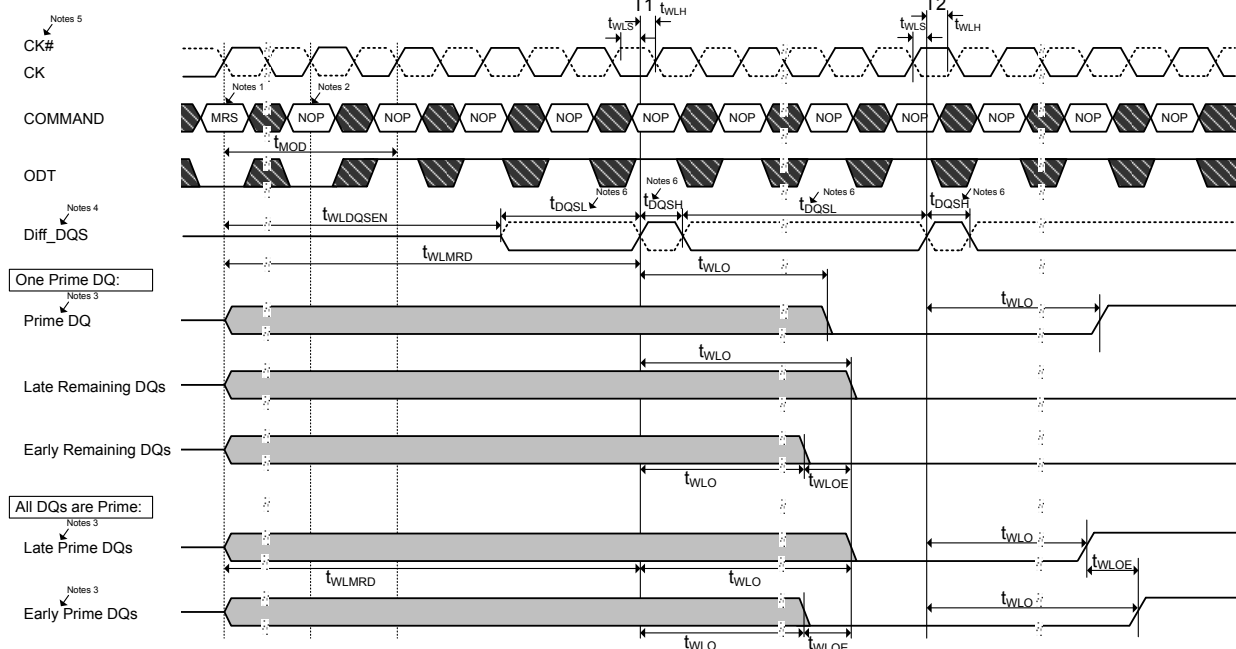 T1 T2
Notes 5 tWLS tWLH tWLS tWLH
CK#
CK
Notes 1 Notes 2
COMMAND MRS NOP NOP NOP NOP NOP NOP NOP NOP NOP NOP NOP
tMOD
ODT
Notes 4 tWLDQSEN tDQSL Notes 6 tDQSH Notes 6 tDQSL Notes 6 tDQSH Notes 6
Diff_DQS
tWLMRD tWLO
One Prime DQ:
Notes 3 tWLO
Prime DQ
tWLO
Late Remaining DQs
Early Remaining DQs
tWLO tWLOE
All DQs are Prime:
Notes 3
Late Prime DQs tWLO
tWLMRD tWLO tWLOE
Notes 3 tWLO
Early Prime DQs
tWLO tWLOE